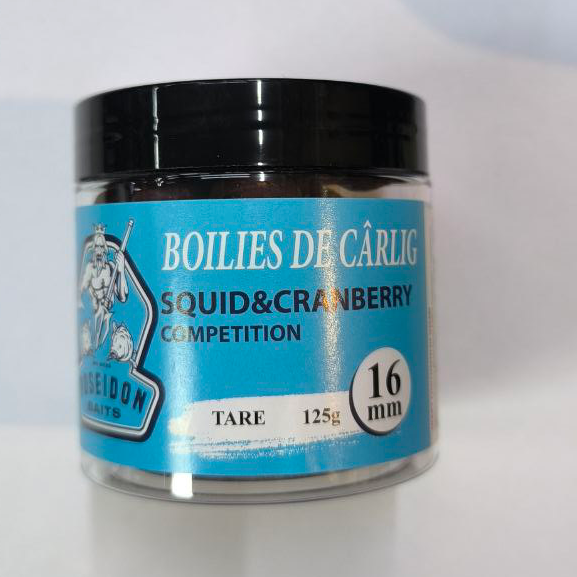 BOILIES DE CÂRLIG
SQUID&CRANBERRY
COMPETITION
16
mm
TARE 125g
BAITS